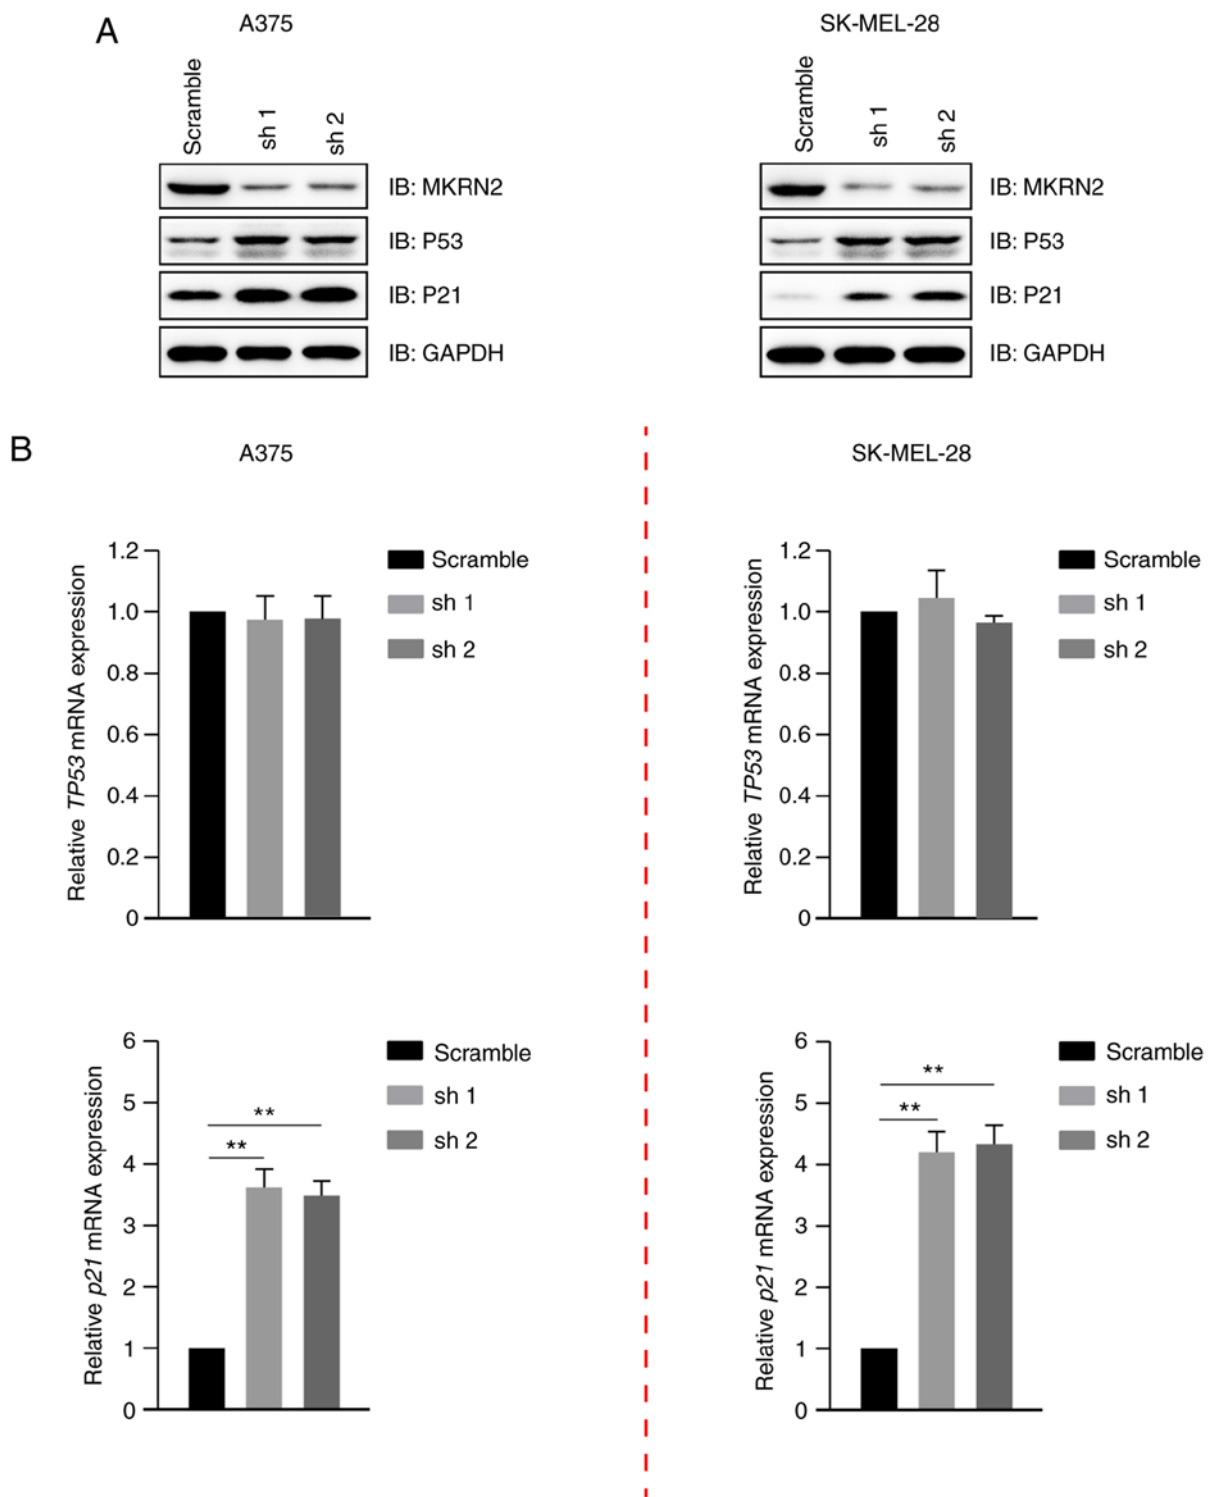 A
A375
SK-MEL-28
Scramble
sh 1
sh 2
Scramble
sh 1
sh 2
IB: MKRN2
IB: P53
IB: P21
IB: GAPDH
IB: MKRN2
IB: P53
IB: P21
IB: GAPDH
B
A375
SK-MEL-28
Relative TP53 mRNA expression
1.2
1.0
0.8
0.6
0.4
0.2
0
Scramble
sh 1
sh 2
Relative TP53 mRNA expression
1.2
1.0
0.8
0.6
0.4
0.2
0
Scramble
sh 1
sh 2
Relative p21 mRNA expression
6
5
4
3
2
1
0
**
**
Scramble
sh 1
sh 2
Relative p21 mRNA expression
6
5
4
3
2
1
0
**
**
Scramble
sh 1
sh 2